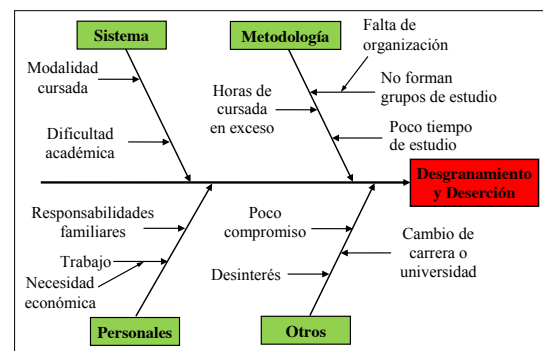 Sistema
Metodología
Modalidad
cursada
Dificultad
académica
Horas de
cursada
en exceso
Falta de
organización
No forman
grupos de estudio
Poco tiempo
de estudio
Desgranamiento
y Deserción
Responsabilidades
familiares
Trabajo
Necesidad
económica
Poco
compromiso
Desinterés
Cambio de
carrera o
universidad
Personales
Otros